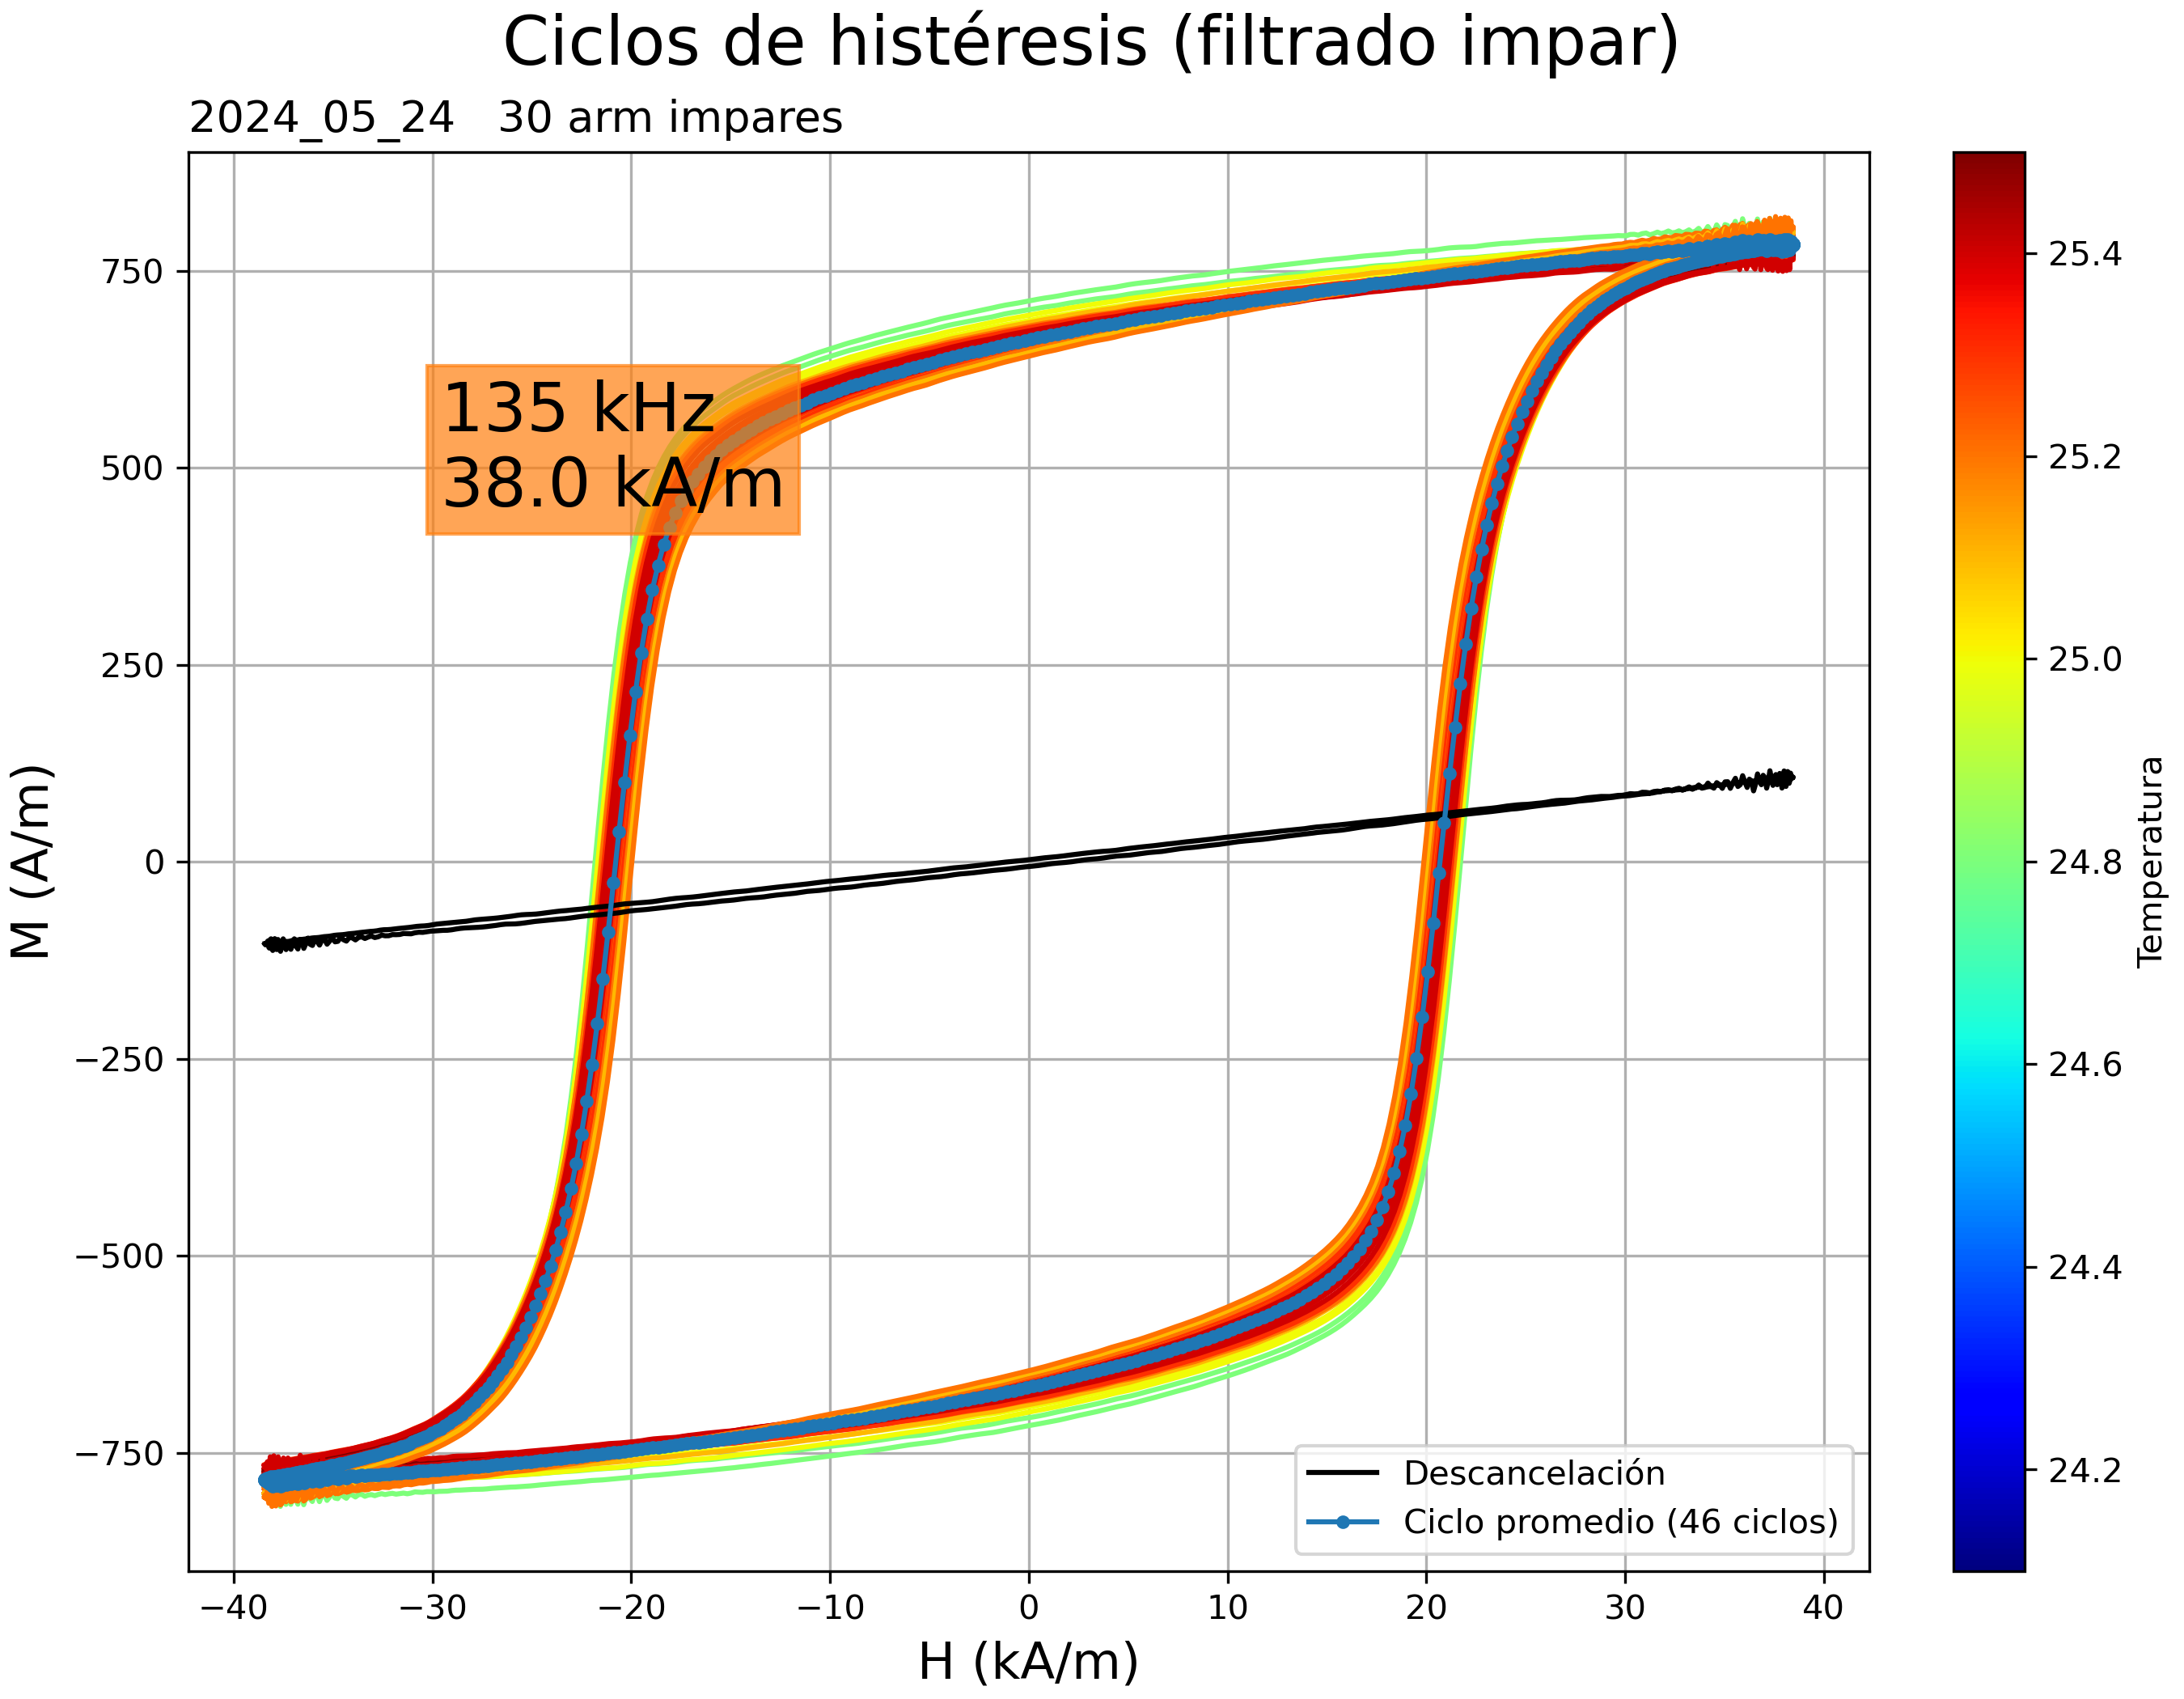 Ciclos de histéresis (filtrado impar)
2024_05_24   30 arm impares
135 kHz
38.0 kA/m
M (A/m)
750
500
250
0
−250
−500
−750
−40
−30
−20
−10
0
10
20
30
40
H (kA/m)
Descancelación
Ciclo promedio (46 ciclos)
25.4
25.2
25.0
24.8
24.6
24.4
24.2
Temperatura